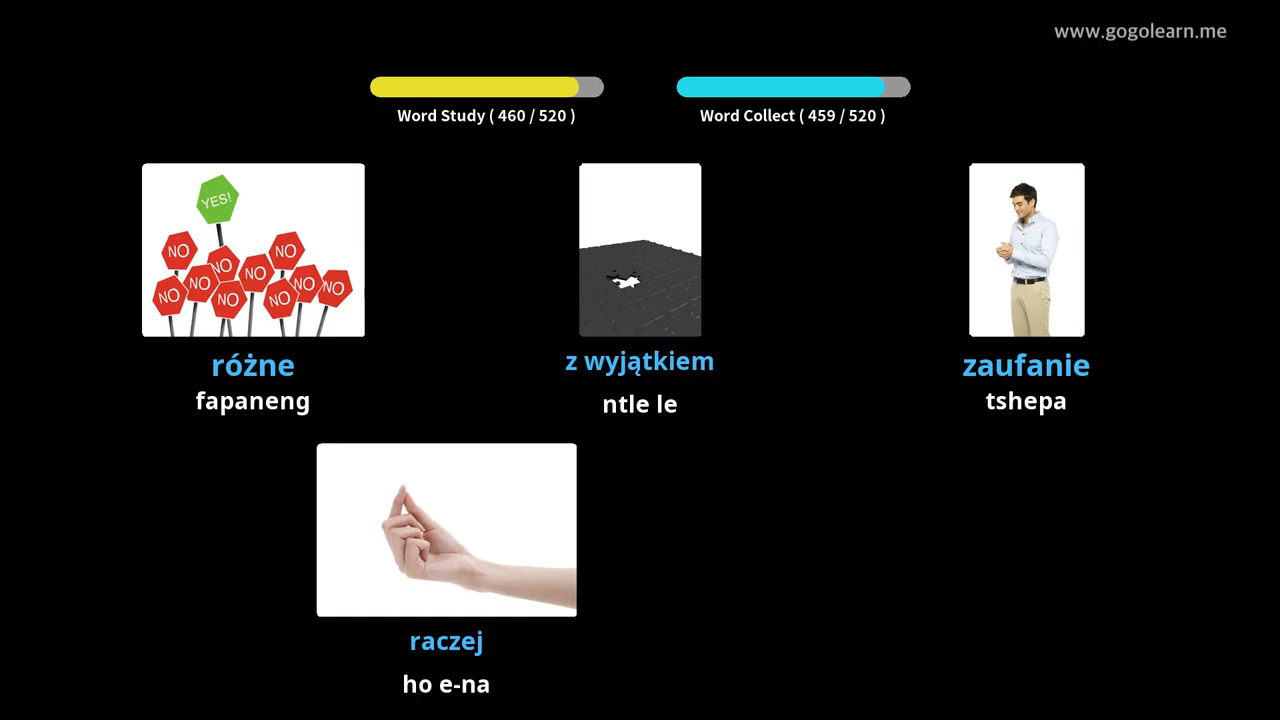 www.gogolearn.me
Word Study ( 460 / 520 )
Word Collect ( 459 / 520 )
YES!
NO
NO
NO
NO
NO
NO
NO
NO
NO
NO
różne
fapaneng
z wyjątkiem
ntle le
zaufanie
tshepa
raczej
ho e-na